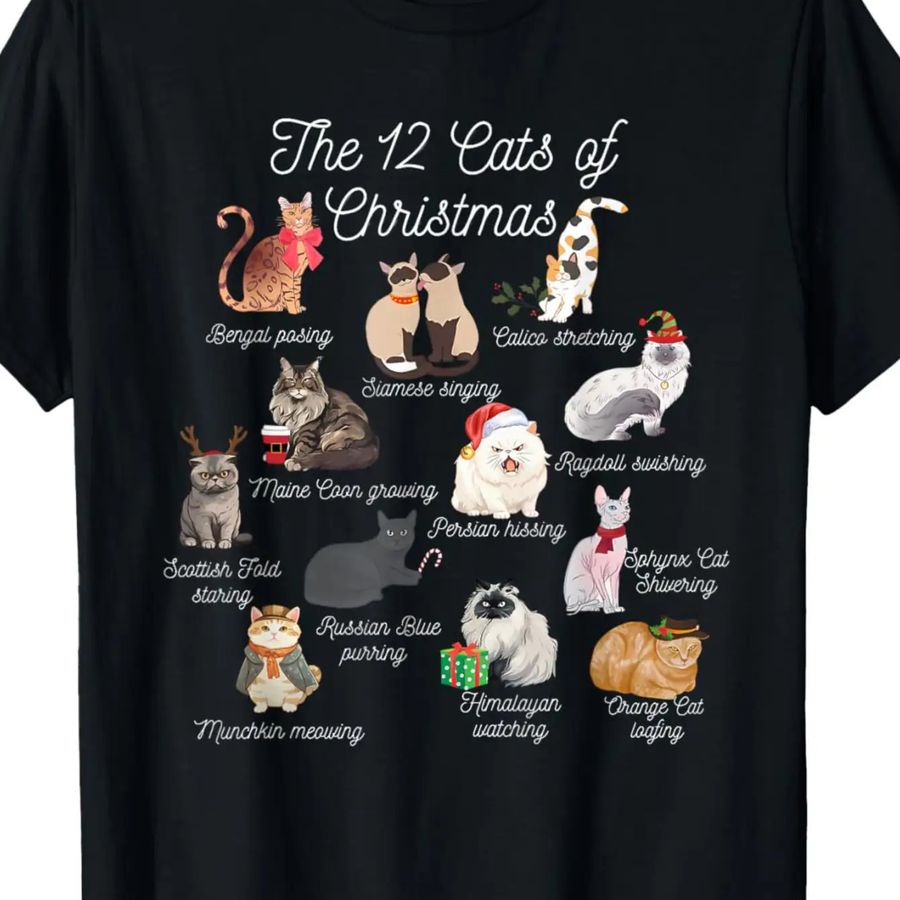 The 12 Cats of
Christmas
Bengal posing
Calico stretching
Siamese singing
Ragdoll swishing
Maine Coon growing
Persian hissing
Scottish Fold
staring
Sphynx Cat
Shivering
Russian Blue
purring
Himalayan
watching
Orange Cat
loafing
Munchkin meowing